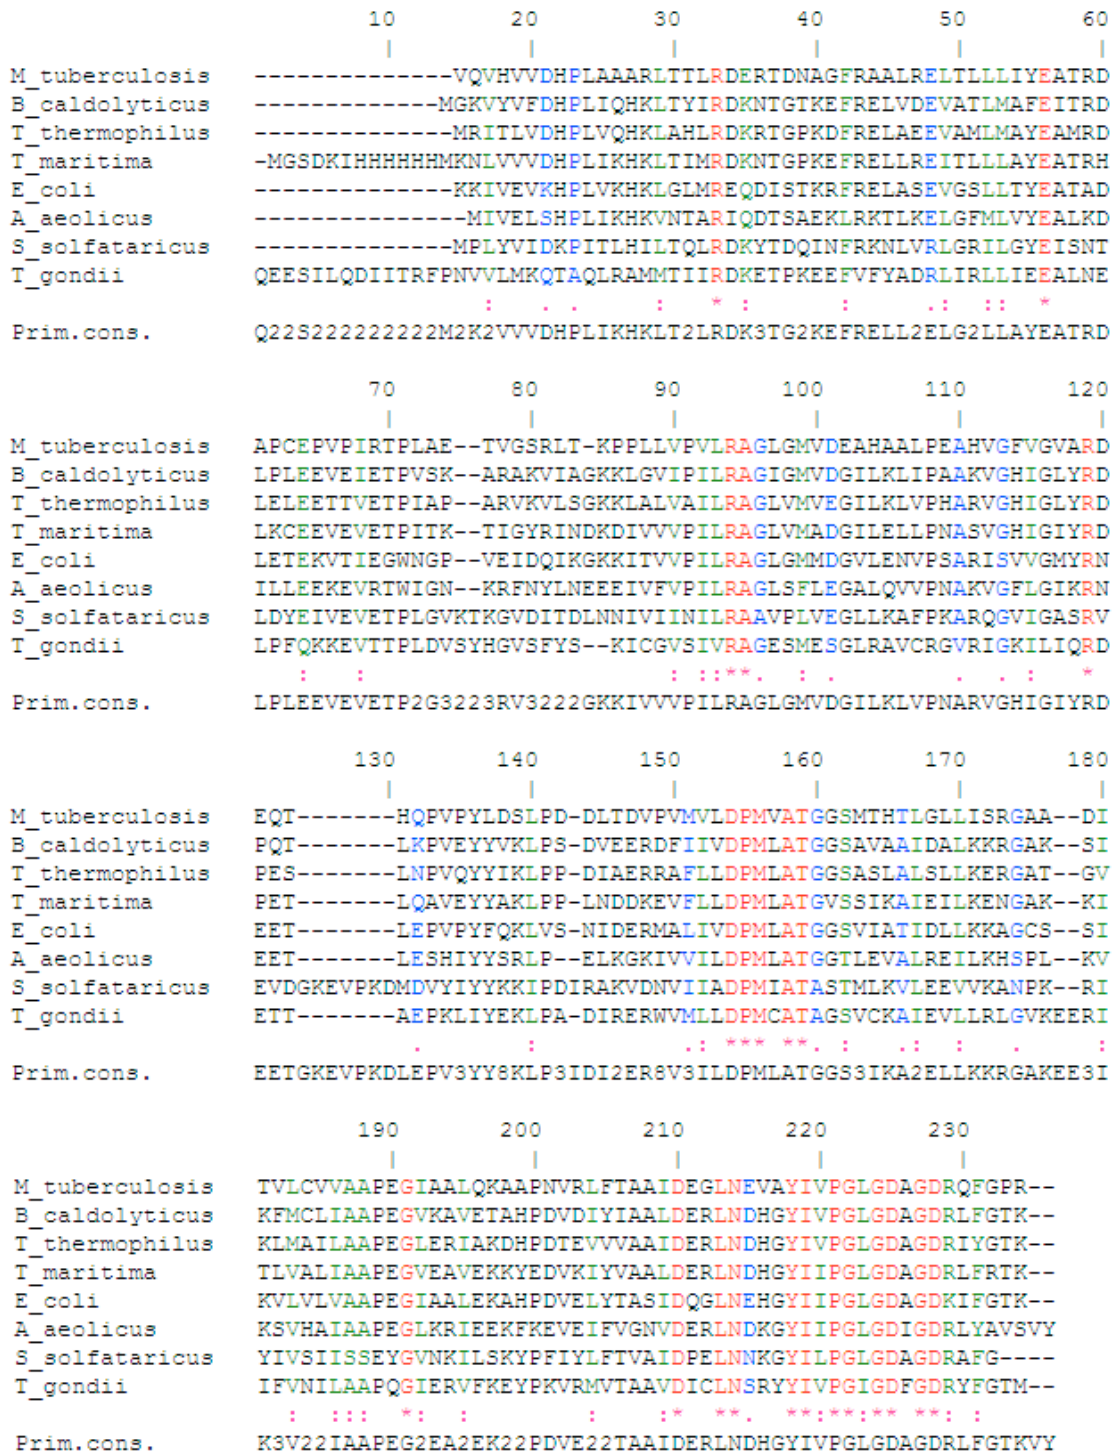 10 20 30 40 50 60
| | | | | |
M_tuberculosis --------------VQVHVVDHPLAAARLTTLRDERTDNAGFRAALRELTLLLIYEATRD
B_caldolyticus -------------MGKVYVFDHPLIQHKLTYIRDKNTGTKEFRELVDEVATLMAFEITRD
T_thermophilus --------------MRITLVDHPLVQHKLAHLRDKRTGPKDFRELAEEVAMLMAYEAMRD
T_maritima -MGSDKIHHHHHHMKNLVVVDHPLIKHKLTIMRDKNTGPKEFRELLREITLLLAYEATRH
E_coli --------------KKIVEVKHPLVKHKLGLMREQDISTKRFRELASEVGSLLTYEATAD
A_aeolicus ---------------MIVELSHPLIKHKVNTARIQDTSAEKLRKTLKELGFMLVYEALKD
S_solfataricus --------------MPLYVIDKPITLHILTQLRDKYTDQINFRKNLVRLGRILGYEISNT
T_gondii QEESILQDIITRFPNVVLMKQTAQLRAMMTIIRDKETPKEEFVFYADRLIRLLIEEALNE
: . . : * : : .: :: *
Prim.cons. Q22S222222222M2K2VVVDHPLIKHKLT2LRDK3TG2KEFRELL2ELG2LLAYEATRD
70 80 90 100 110 120
| | | | | |
M_tuberculosis APCEPVPIRTPLAE--TVGSRLT-KPPLLVPVLRAGLGMVDEAHAALPEAHVGFVGVARD
B_caldolyticus LPLEEVEIETPVSK--ARAKVIAGKKLGVIPILRAGIGMVDGILKLIPAAKVGHIGLYRD
T_thermophilus LELEETTVETPIAP--ARVKVLSGKKLALVAILRAGLVMVEGILKLVPHARVGHIGLYRD
T_maritima LKCEEVEVETPITK--TIGYRINDKDIVVVPILRAGLVMADGILELLPNASVGHIGIYRD
E_coli LETEKVTIEGWNGP--VEIDQIKGKKITVVPILRAGLGMMDGVLENVPSARISVVGMYRN
A_aeolicus ILLEEKEVRTWIGN--KRFNYLNEEEIVFVPILRAGLSFLEGALQVVPNAKVGFLGIKRN
S_solfataricus LDYEIVEVETPLGVKTKGVDITDLNNIVIINILRAAVPLVEGLLKAFPKARQGVIGASRV
T_gondii LPFQKKEVTTPLDVSYHGVSFYS--KICGVSIVRAGESMESGLRAVCRGVRIGKILIQRD
: : : ::**. : . . . : *
Prim.cons. LPLEEVEVETP2G3223RV3222GKKIVVVPILRAGLGMVDGILKLVPNARVGHIGIYRD
130 140 150 160 170 180
| | | | | |
M_tuberculosis EQT-------HQPVPYLDSLPD-DLTDVPVMVLDPMVATGGSMTHTLGLLISRGAA--DI
B_caldolyticus PQT-------LKPVEYYVKLPS-DVEERDFIIVDPMLATGGSAVAAIDALKKRGAK--SI
T_thermophilus PES-------LNPVQYYIKLPP-DIAERRAFLLDPMLATGGSASLALSLLKERGAT--GV
T_maritima PET-------LQAVEYYAKLPP-LNDDKEVFLLDPMLATGVSSIKAIEILKENGAK--KI
E_coli EET-------LEPVPYFQKLVS-NIDERMALIVDPMLATGGSVIATIDLLKKAGCS--SI
A_aeolicus EET-------LESHIYYSRLP--ELKGKIVVILDPMLATGGTLEVALREILKHSPL--KV
S_solfataricus EVDGKEVPKDMDVYIYYKKIPDIRAKVDNVIIADPMIATASTMLKVLEEVVKANPK--RI
T_gondii ETT-------AEPKLIYEKLPA-DIRERWVMLLDPMCATAGSVCKAIEVLLRLGVKEERI
. : .: *** **. : .: : . :
Prim.cons. EETGKEVPKDLEPV3YY8KLP3IDI2ER8V3ILDPMLATGGS3IKA2ELLKKRGAKEE3I
190 200 210 220 230
| | | | |
M_tuberculosis TVLCVVAAPEGIAALQKAAPNVRLFTAAIDEGLNEVAYIVPGLGDAGDRQFGPR--
B_caldolyticus KFMCLIAAPEGVKAVETAHPDVDIYIAALDERLNDHGYIVPGLGDAGDRLFGTK--
T_thermophilus KLMAILAAPEGLERIAKDHPDTEVVVAAIDERLNDHGYIVPGLGDAGDRIYGTK--
T_maritima TLVALIAAPEGVEAVEKKYEDVKIYVAALDERLNDHGYIIPGLGDAGDRLFRTK--
E_coli KVLVLVAAPEGIAALEKAHPDVELYTASIDQGLNEHGYIIPGLGDAGDKIFGTK--
A_aeolicus KSVHAIAAPEGLKRIEEKFKEVEIFVGNVDERLNDKGYIIPGLGDIGDRLYAVSVY
S_solfataricus YIVSIISSEYGVNKILSKYPFIYLFTVAIDPELNNKGYILPGLGDAGDRAFG----
T_gondii IFVNILAAPQGIERVFKEYPKVRMVTAAVDICLNSRYYIVPGIGDFGDRYFGTM--
: ::: *: : : :* **. **:**:** **: :
Prim.cons. K3V22IAAPEG2EA2EK22PDVE22TAAIDERLNDHGYIVPGLGDAGDRLFGTKVY